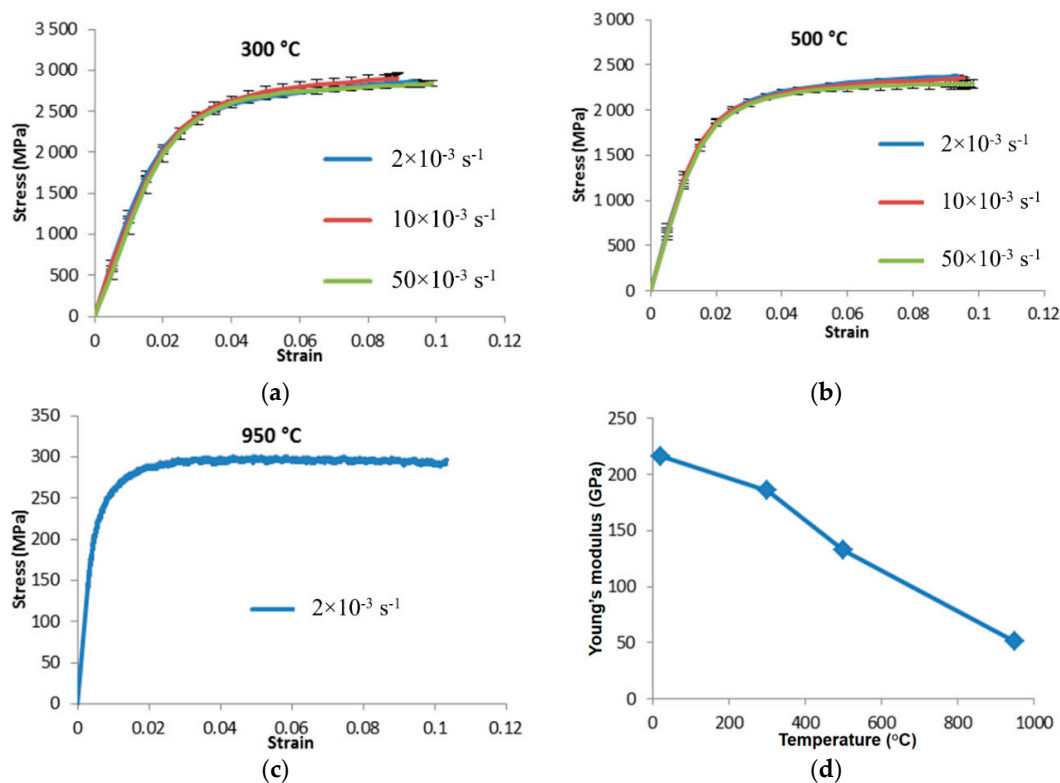 300 °C
Stress (MPa)
3 500
3 000
2 500
2 000
1 500
1 000
500
0
2×10⁻³ s⁻¹
10×10⁻³ s⁻¹
50×10⁻³ s⁻¹
0 0.02 0.04 0.06 0.08 0.1 0.12
Strain
(a)
500 °C
Stress (MPa)
3 000
2 500
2 000
1 500
1 000
500
0
2×10⁻³ s⁻¹
10×10⁻³ s⁻¹
50×10⁻³ s⁻¹
0 0.02 0.04 0.06 0.08 0.1 0.12
Strain
(b)
950 °C
Stress (MPa)
350
300
250
200
150
100
50
0
2×10⁻³ s⁻¹
0 0.02 0.04 0.06 0.08 0.1 0.12
Strain
(c)
Young's modulus (GPa)
250
200
150
100
50
0
0 200 400 600 800 1000
Temperature (°C)
(d)